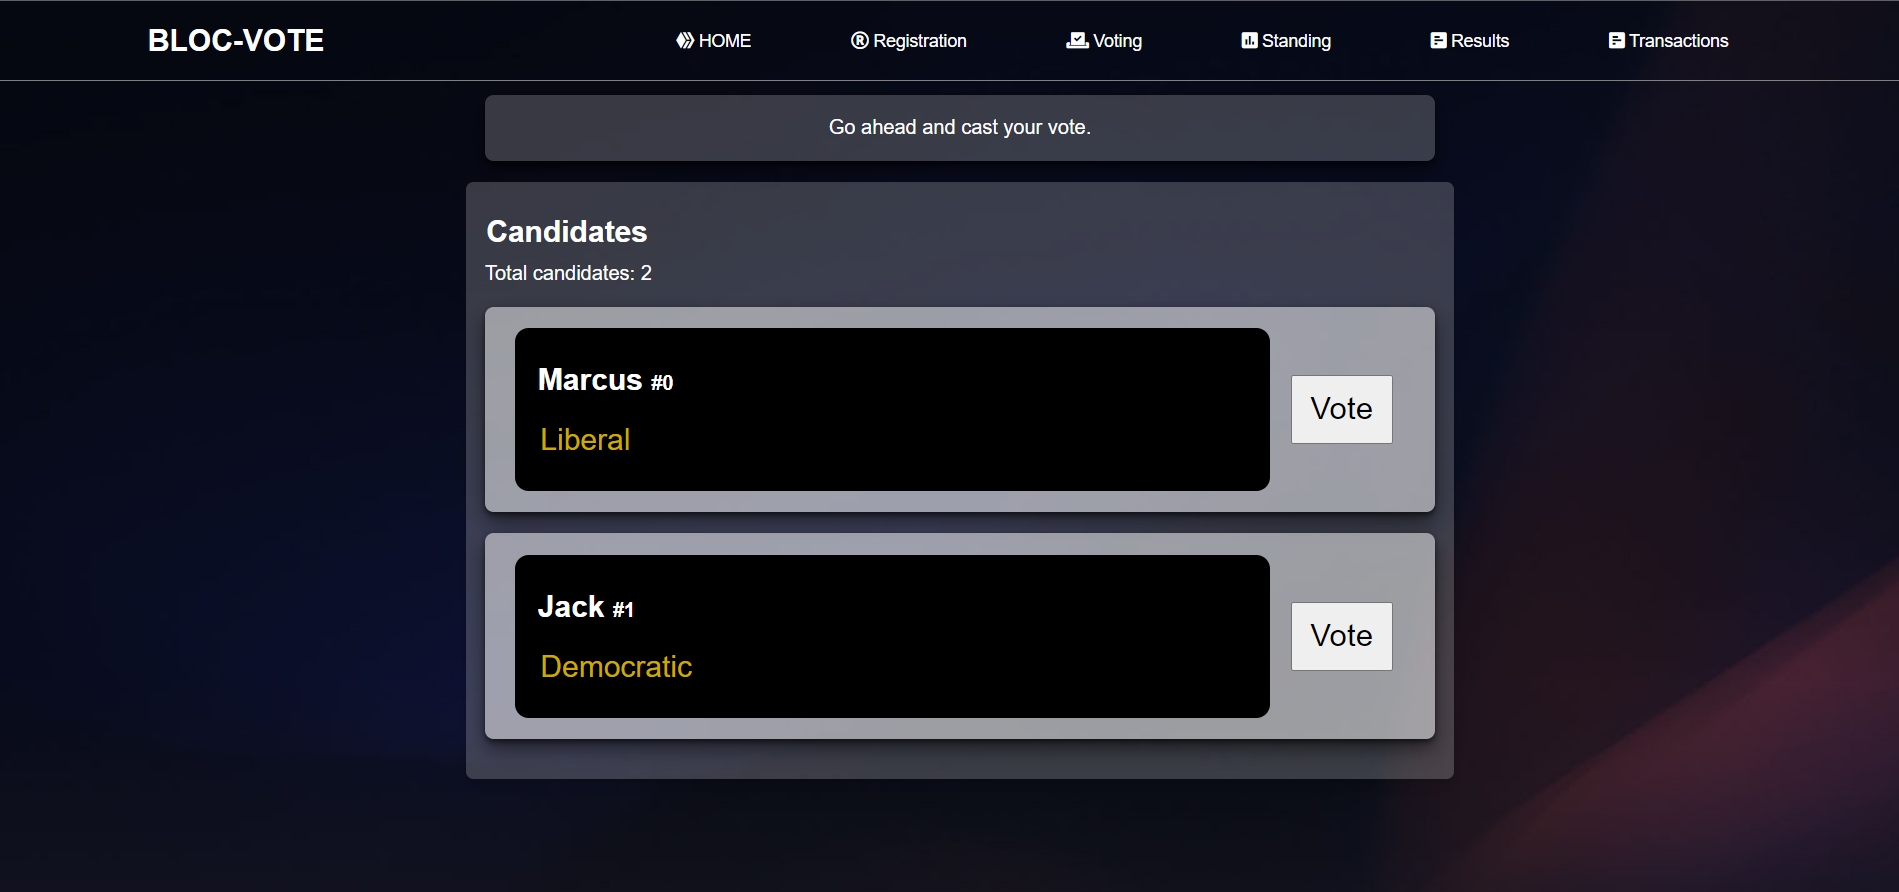 BLOC-VOTE HOME Registration Voting Standing Results Transactions
Go ahead and cast your vote.
Candidates
Total candidates: 2
Marcus #0
Liberal
Vote
Jack #1
Democratic
Vote